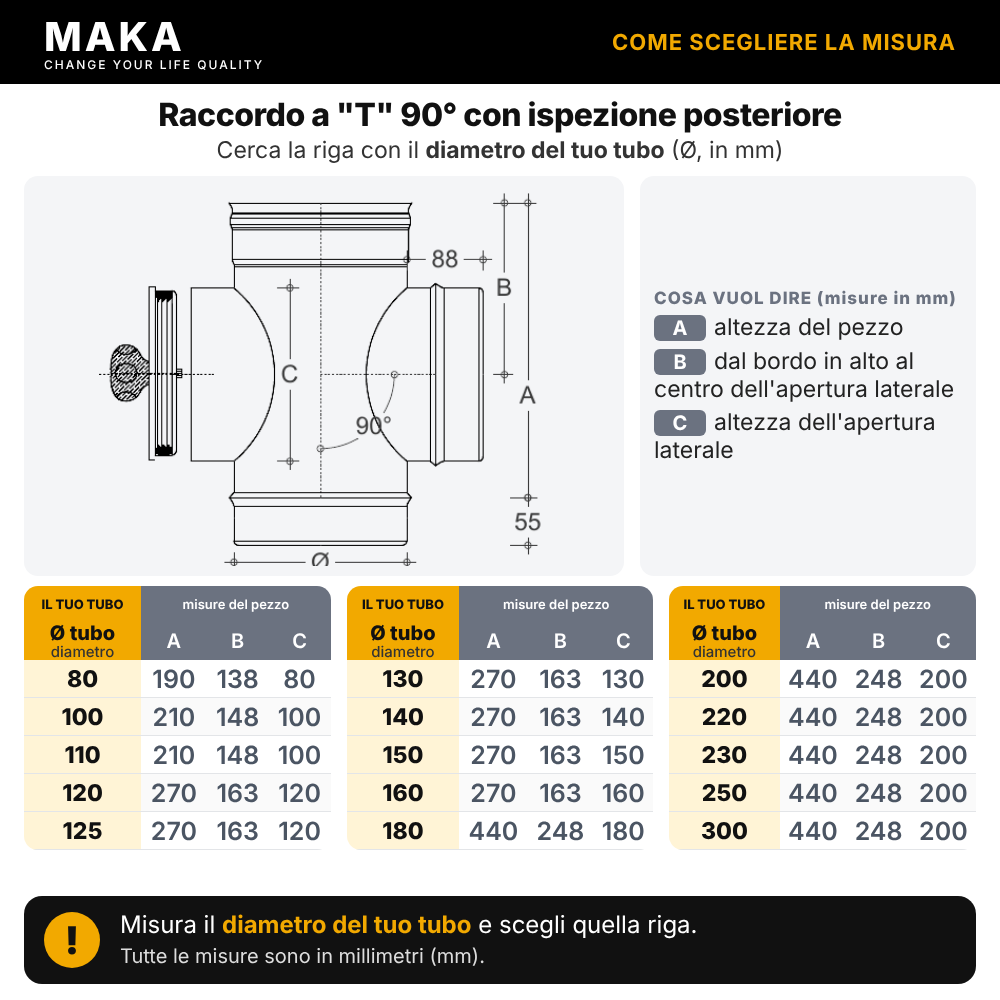 MAKA
CHANGE YOUR LIFE QUALITY
COME SCEGLIERE LA MISURA
Raccordo a "T" 90° con ispezione posteriore
Cerca la riga con il diametro del tuo tubo (Ø, in mm)
88
B
C
A
90°
55
Ø
COSA VUOL DIRE (misure in mm)
A altezza del pezzo
B dal bordo in alto al
centro dell'apertura laterale
C altezza dell'apertura
laterale
IL TUO TUBO misure del pezzo
Ø tubo diametro A B C
80 190 138 80
100 210 148 100
110 210 148 100
120 270 163 120
125 270 163 120
IL TUO TUBO misure del pezzo
Ø tubo diametro A B C
130 270 163 130
140 270 163 140
150 270 163 150
160 270 163 160
180 440 248 180
IL TUO TUBO misure del pezzo
Ø tubo diametro A B C
200 440 248 200
220 440 248 200
230 440 248 200
250 440 248 200
300 440 248 200
! Misura il diametro del tuo tubo e scegli quella riga.
Tutte le misure sono in millimetri (mm).